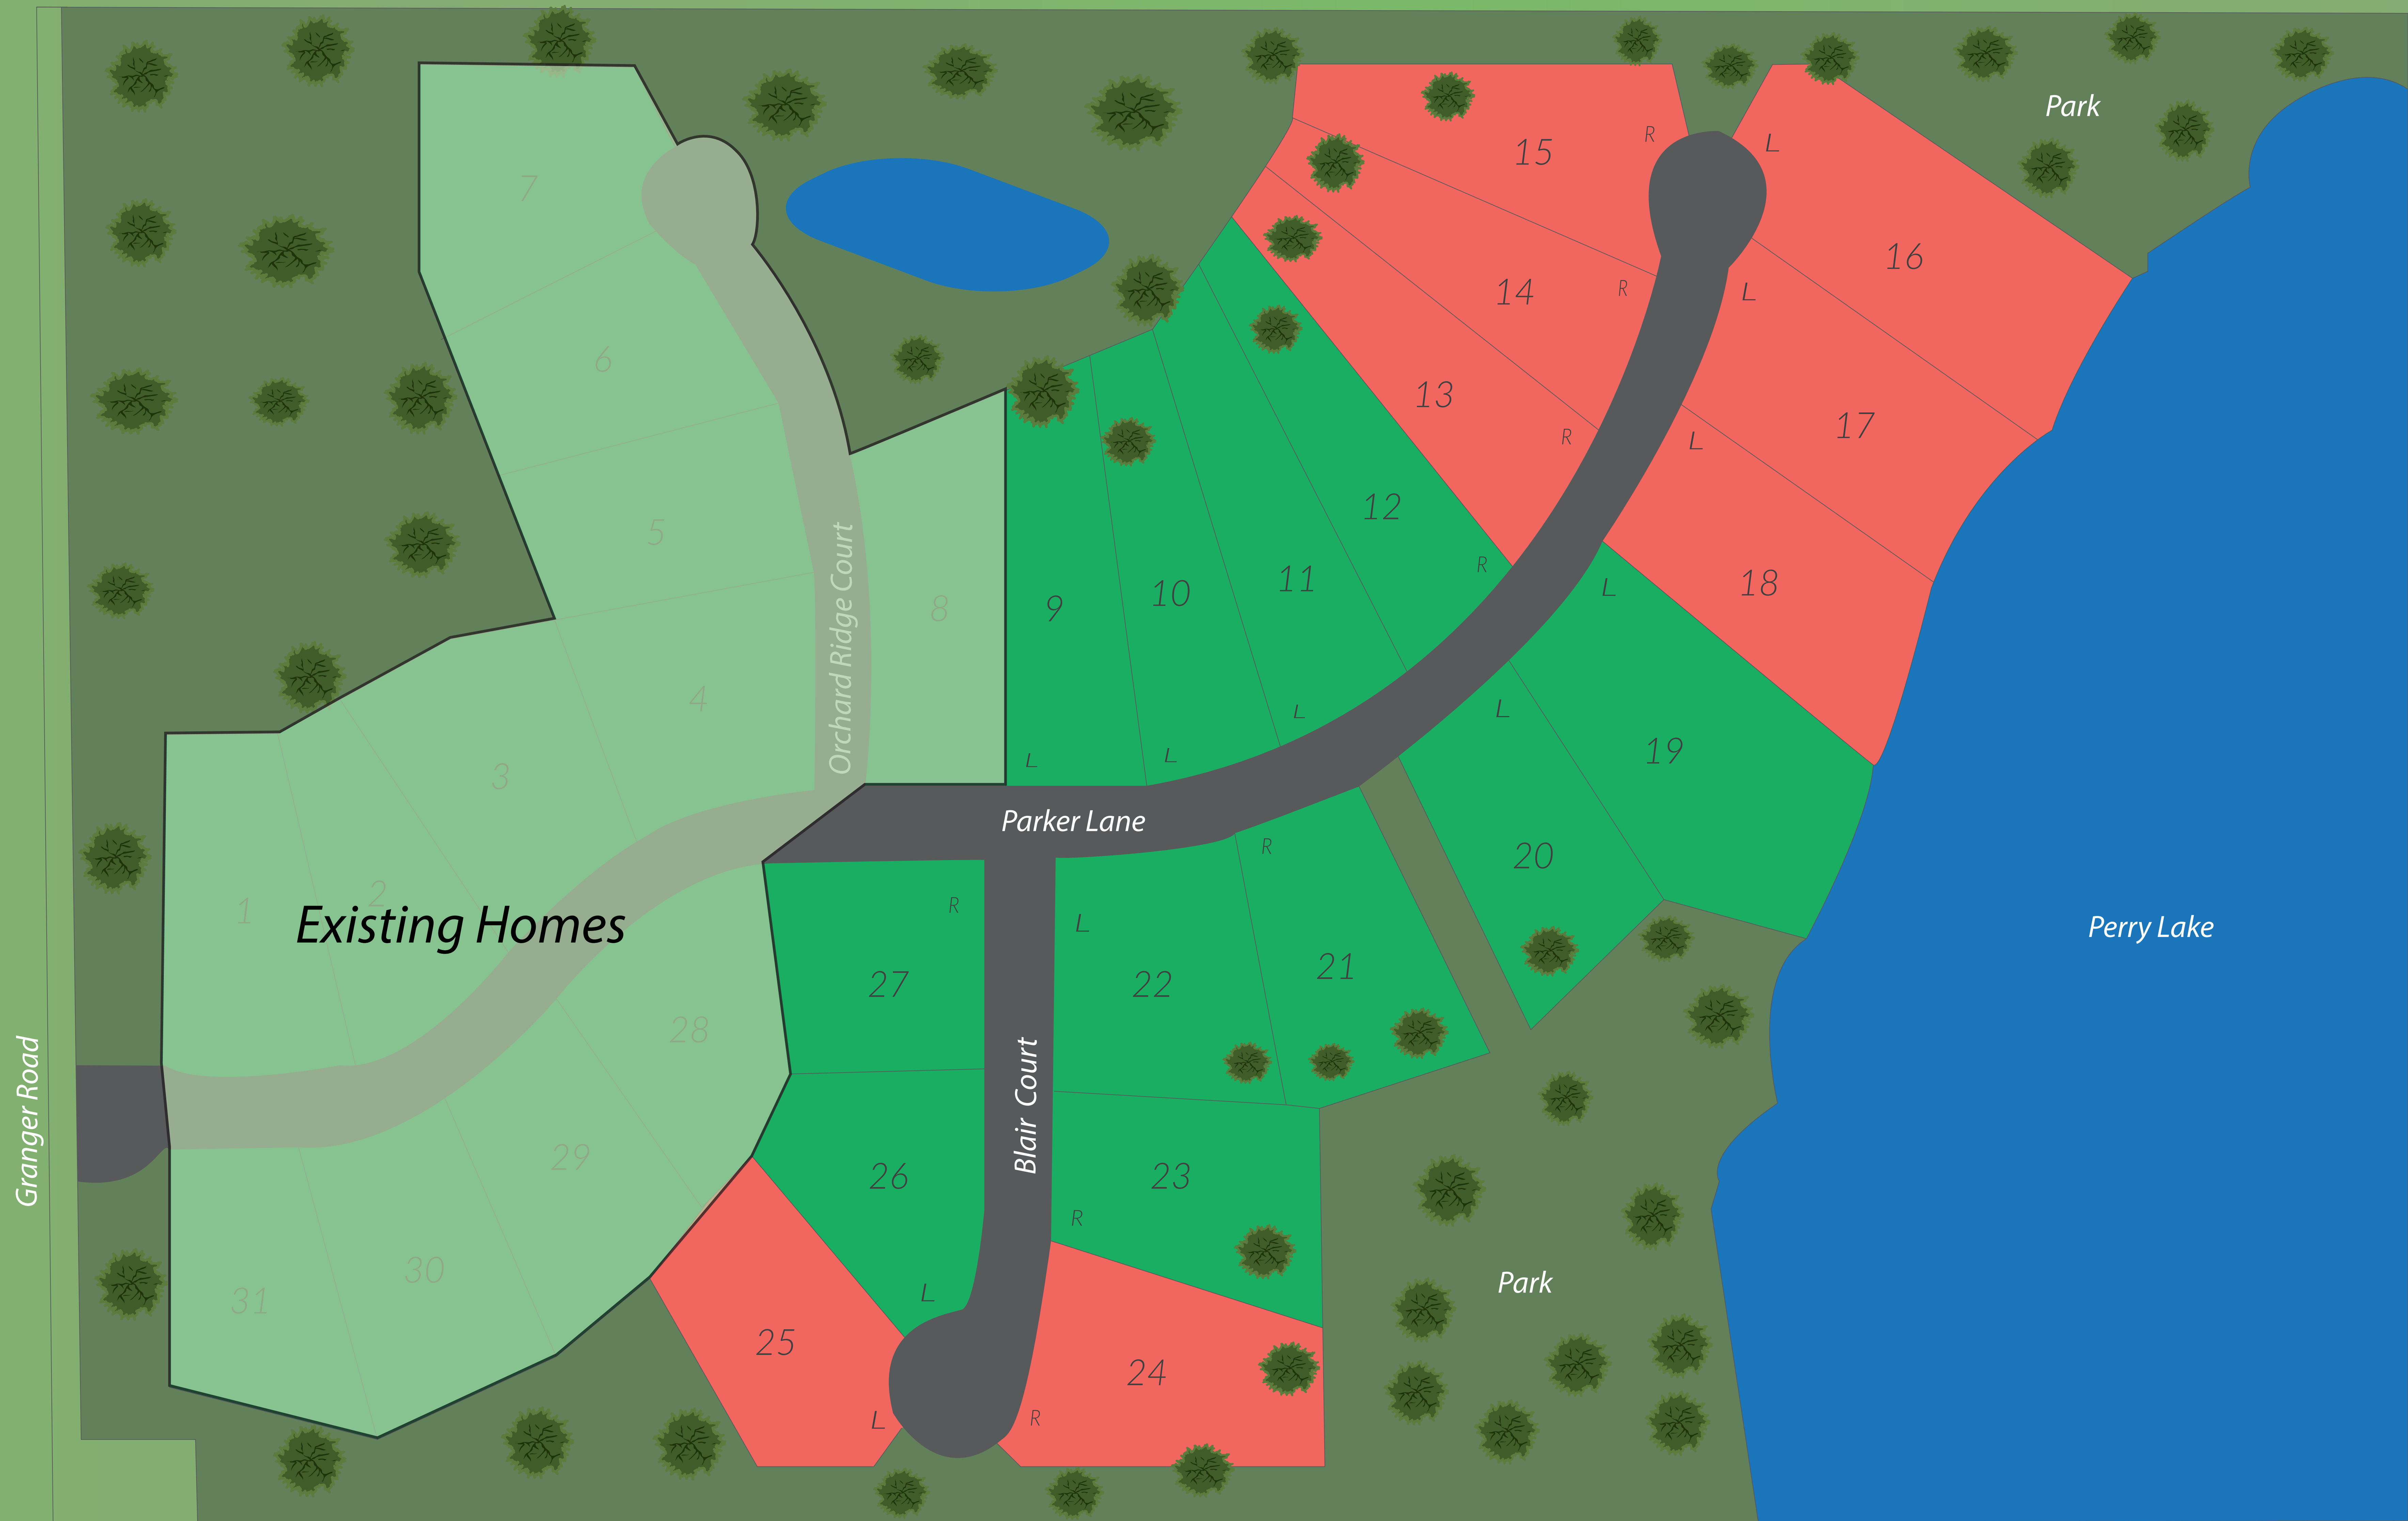 Park
15
R
L
7
16
14
R
L
6
13
17
R
L
12
5
Orchard Ridge Court
R
L
18
8
9
10
11
4
L
L
19
3
L
L
Parker Lane
R
20
1
2
Existing Homes
R
L
27
22
21
Perry Lake
28
Granger Road
Blair Court
29
26
23
R
30
31
L
Park
25
24
L
R